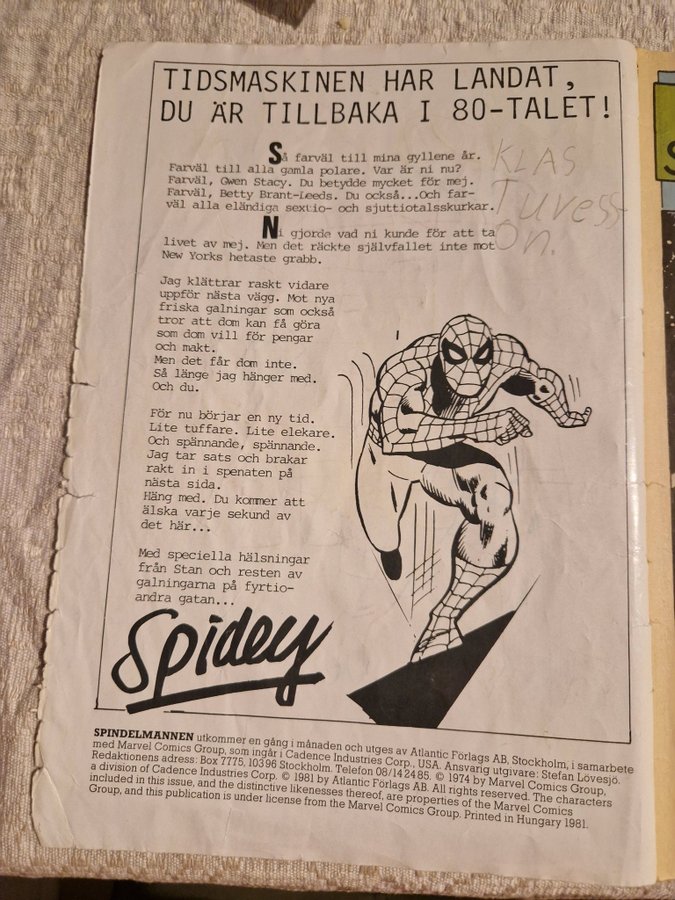 TIDSMASKINEN HAR LANDAT,
DU ÄR TILLBAKA I 80-TALET!
Så farväl till mina gyllene år.
Farväl till alla gamla polare. Var är ni nu?
Farväl, Gwen Stacy. Du betydde mycket för mej.
Farväl, Betty Brant-Leeds. Du också...Och far-
väl alla eländiga sextio- och sjuttiotalsskurkar.
KLAS
Tuvess
on.
Ni gjorde vad ni kunde för att ta
livet av mej. Men det räckte självfallet inte mot
New Yorks hetaste grabb.
Jag klättrar raskt vidare
uppför nästa vägg. Mot nya
friska galningar som också
tror att dom kan få göra
som dom vill för pengar
och makt.
Men det får dom inte.
Så länge jag hänger med.
Och du.
För nu börjar en ny tid.
Lite tuffare. Lite elakare.
Och spännande, spännande.
Jag tar sats och brakar
rakt in i spenaten på
nästa sida.
Häng med. Du kommer att
älska varje sekund av
det här...
Med speciella hälsningar
från Stan och resten av
galningarna på fyrtio-
andra gatan...
Spidey
SPINDELMANNEN utkommer en gång i månaden och utges av Atlantic Förlags AB, Stockholm, i samarbete
med Marvel Comics Group, som ingår i Cadence Industries Corp., USA. Ansvarig utgivare: Stefan Lövesjö.
Redaktionens adress: Box 7775, 103 96 Stockholm. Telefon 08/14 24 85. © 1974 by Marvel Comics Group,
a division of Cadence Industries Corp. © 1981 by Atlantic Förlags AB. All rights reserved. The characters
included in this issue, and the distinctive likenesses thereof, are properties of the Marvel Comics
Group, and this publication is under license from the Marvel Comics Group. Printed in Hungary 1981.